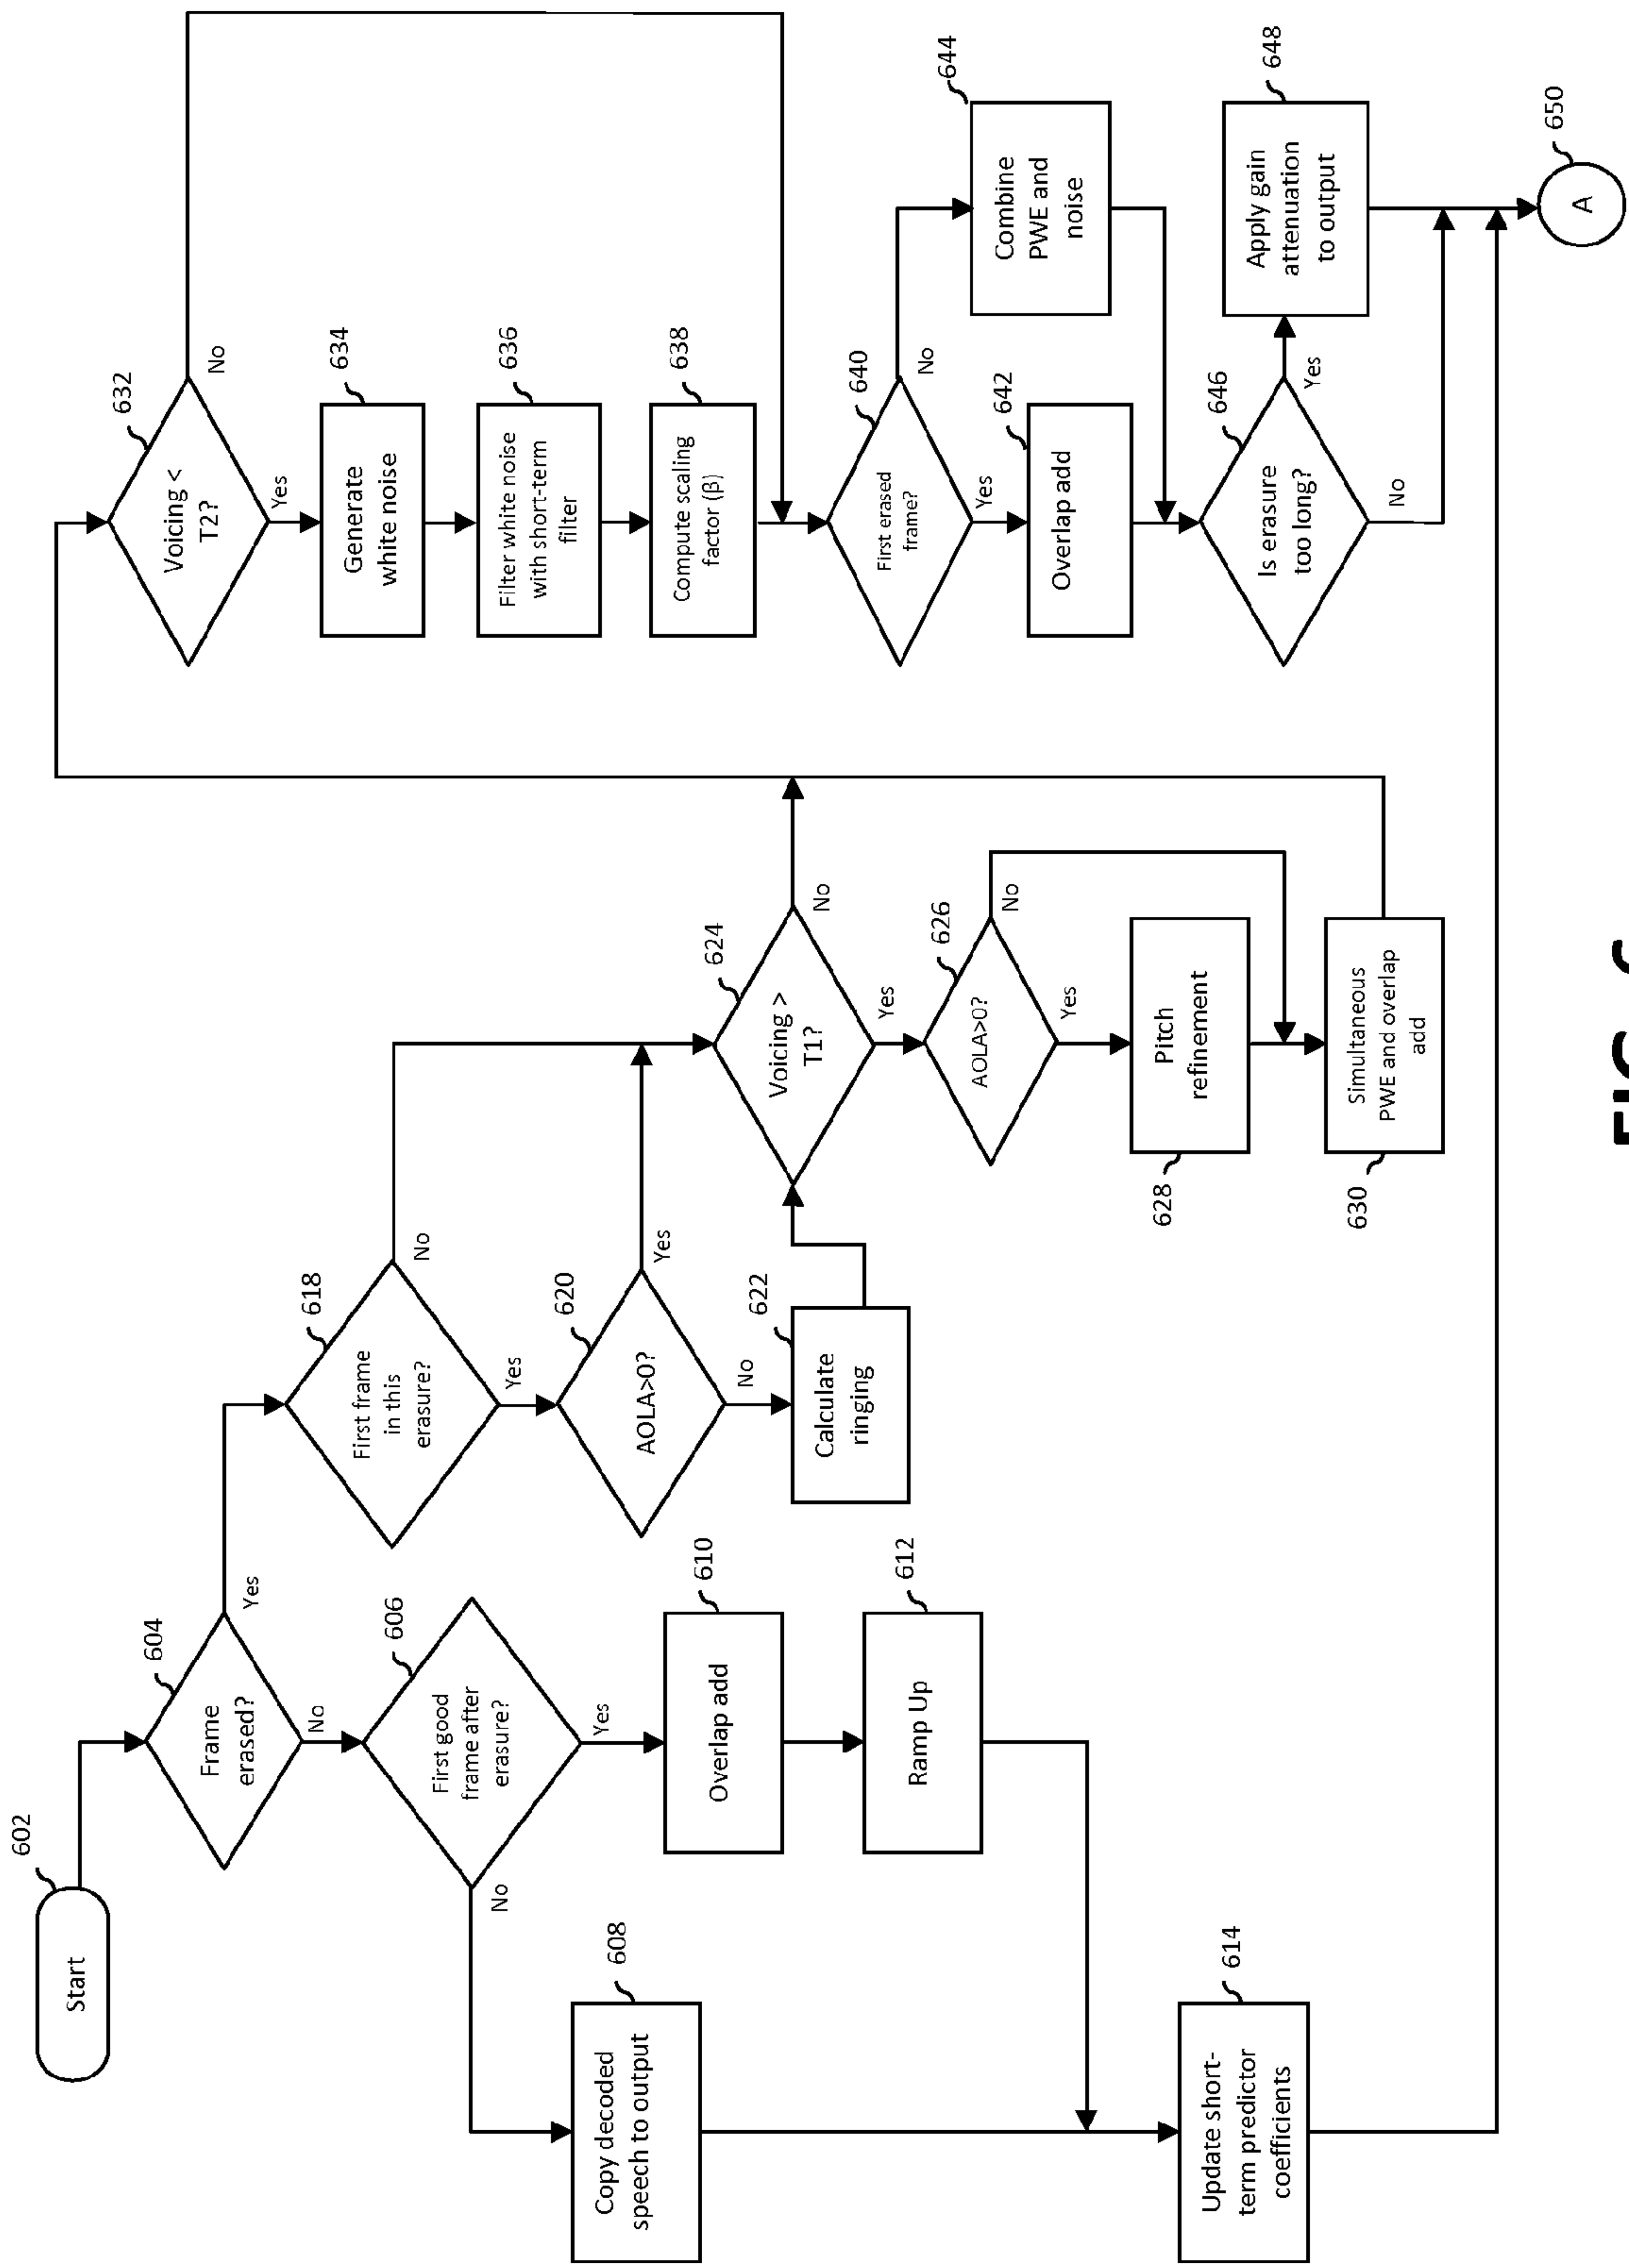 602
Start
604
Frame
erased?
Yes
No
606
First good
frame after
erasure?
No
Yes
608
Copy decoded
speech to output
610
Overlap add
612
Ramp Up
614
Update short-
term predictor
coefficients
618
First frame
in this
erasure?
No
Yes
620
AOLA>0?
Yes
No
622
Calculate
ringing
624
Voicing >
T1?
No
Yes
626
AOLA>0?
No
Yes
628
Pitch
refinement
630
Simultaneous
PWE and overlap
add
632
Voicing <
T2?
No
Yes
634
Generate
white noise
636
Filter white noise
with short-term
filter
638
Compute scaling
factor (β)
640
First erased
frame?
No
Yes
642
Overlap add
644
Combine
PWE and
noise
646
Is erasure
too long?
Yes
No
648
Apply gain
attenuation
to output
650
A